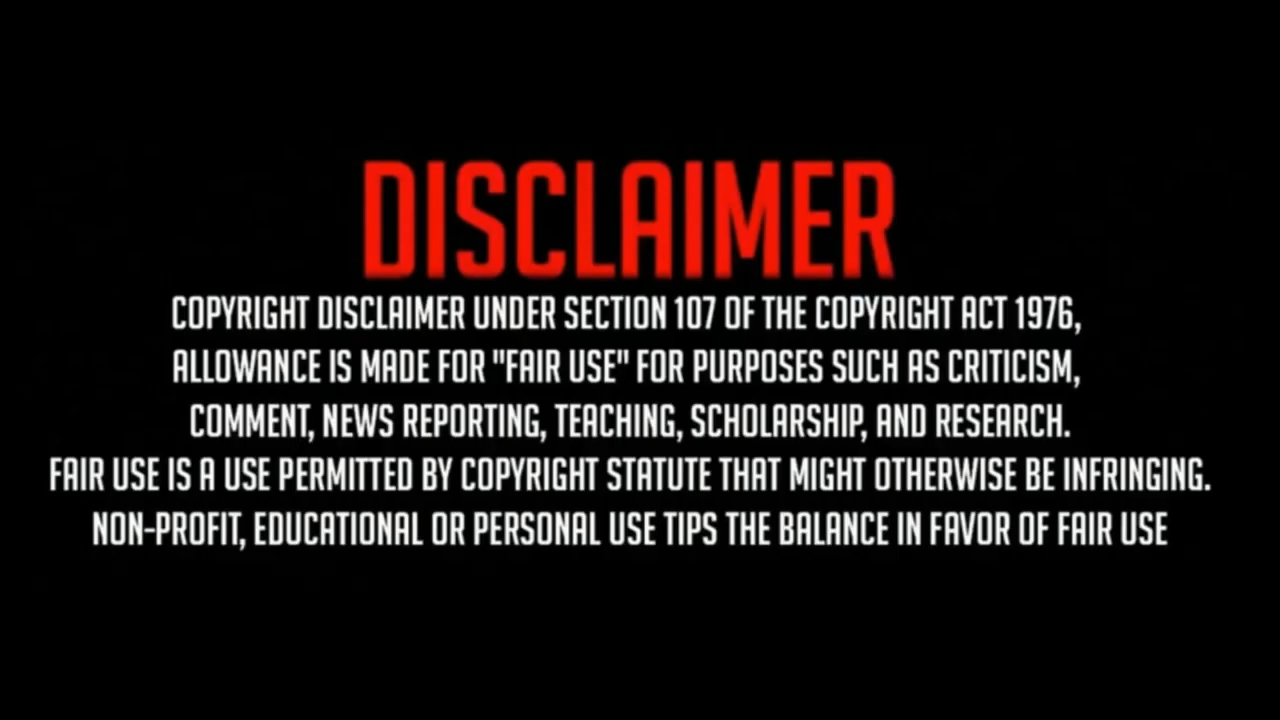 DISCLAIMER
COPYRIGHT DISCLAIMER UNDER SECTION 107 OF THE COPYRIGHT ACT 1976,
ALLOWANCE IS MADE FOR "FAIR USE" FOR PURPOSES SUCH AS CRITICISM,
COMMENT, NEWS REPORTING, TEACHING, SCHOLARSHIP, AND RESEARCH.
FAIR USE IS A USE PERMITTED BY COPYRIGHT STATUTE THAT MIGHT OTHERWISE BE INFRINGING.
NON-PROFIT, EDUCATIONAL OR PERSONAL USE TIPS THE BALANCE IN FAVOR OF FAIR USE